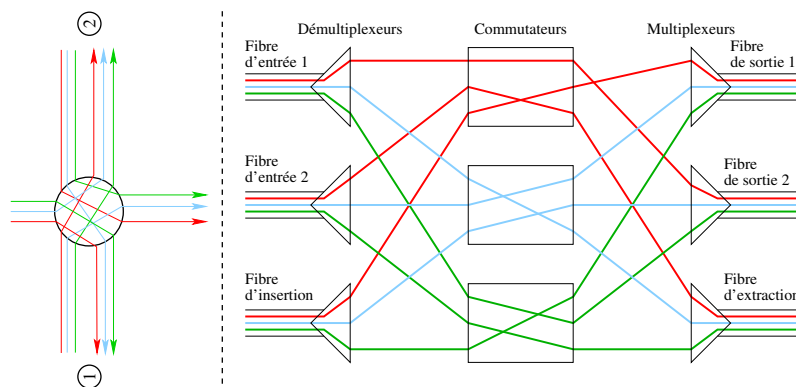 2
1
Démultiplexeurs
Commutateurs
Multiplexeurs
Fibre
d'entrée 1
Fibre
de sortie 1
Fibre
d'entrée 2
Fibre
de sortie 2
Fibre
d'insertion
Fibre
d'extraction